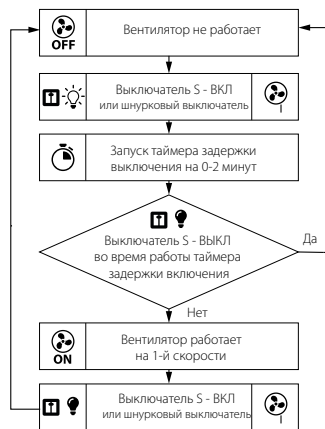 OFF
Вентилятор не работает
Выключатель S - ВКЛ
или шнурковый выключатель
Запуск таймера задержки
выключения на 0-2 минут
Выключатель S - ВЫКЛ
во время работы таймера
задержки включения
Да
Нет
ON
Вентилятор работает
на 1-й скорости
Выключатель S - ВКЛ
или шнурковый выключатель